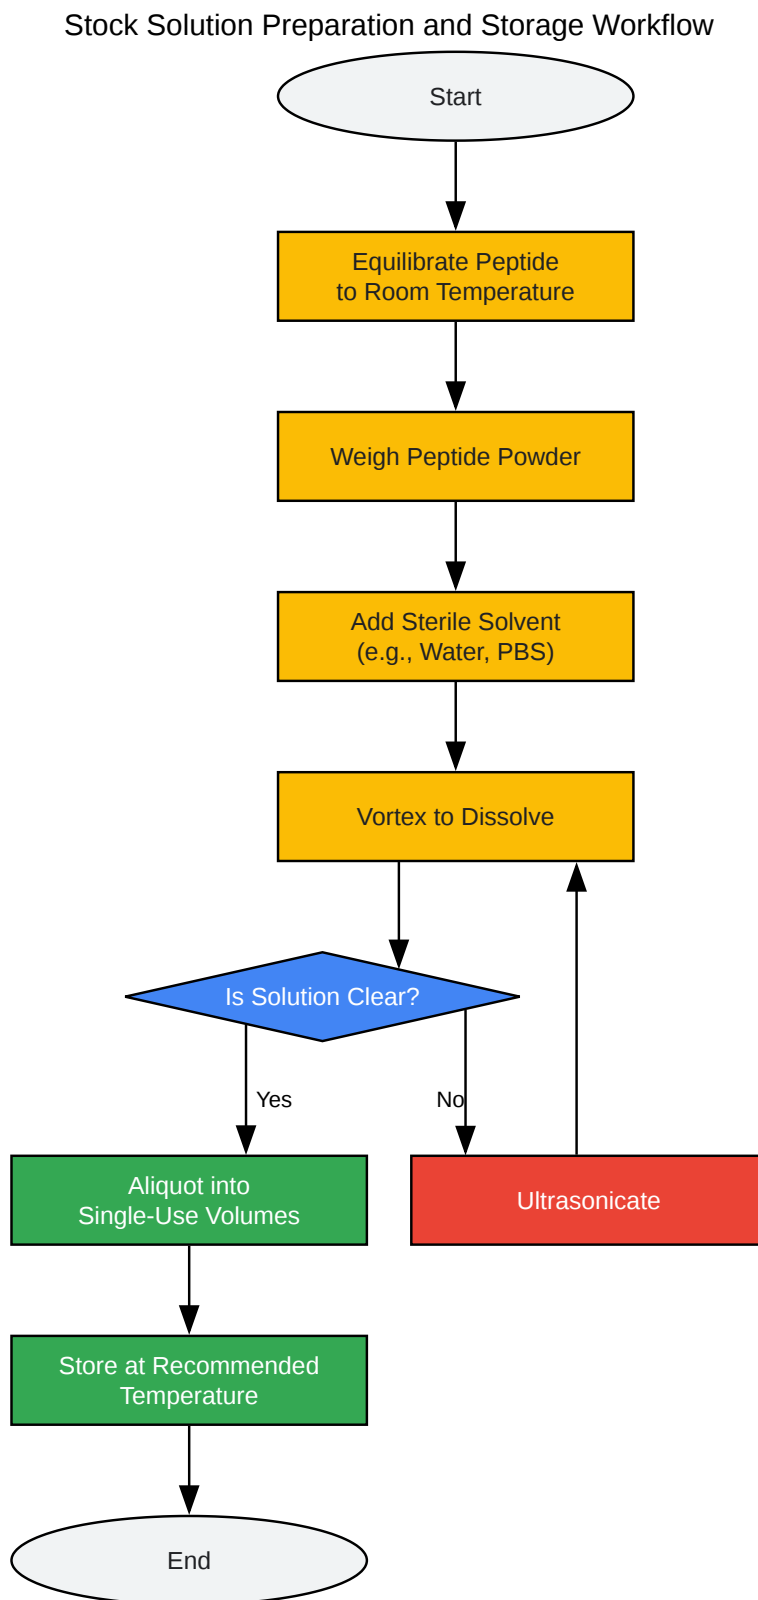 Stock Solution Preparation and Storage Workflow
Start
Equilibrate Peptide
to Room Temperature
Weigh Peptide Powder
Add Sterile Solvent
(e.g., Water, PBS)
Vortex to Dissolve
Is Solution Clear?
Yes
No
Aliquot into
Single-Use Volumes
Ultrasonicate
Store at Recommended
Temperature
End